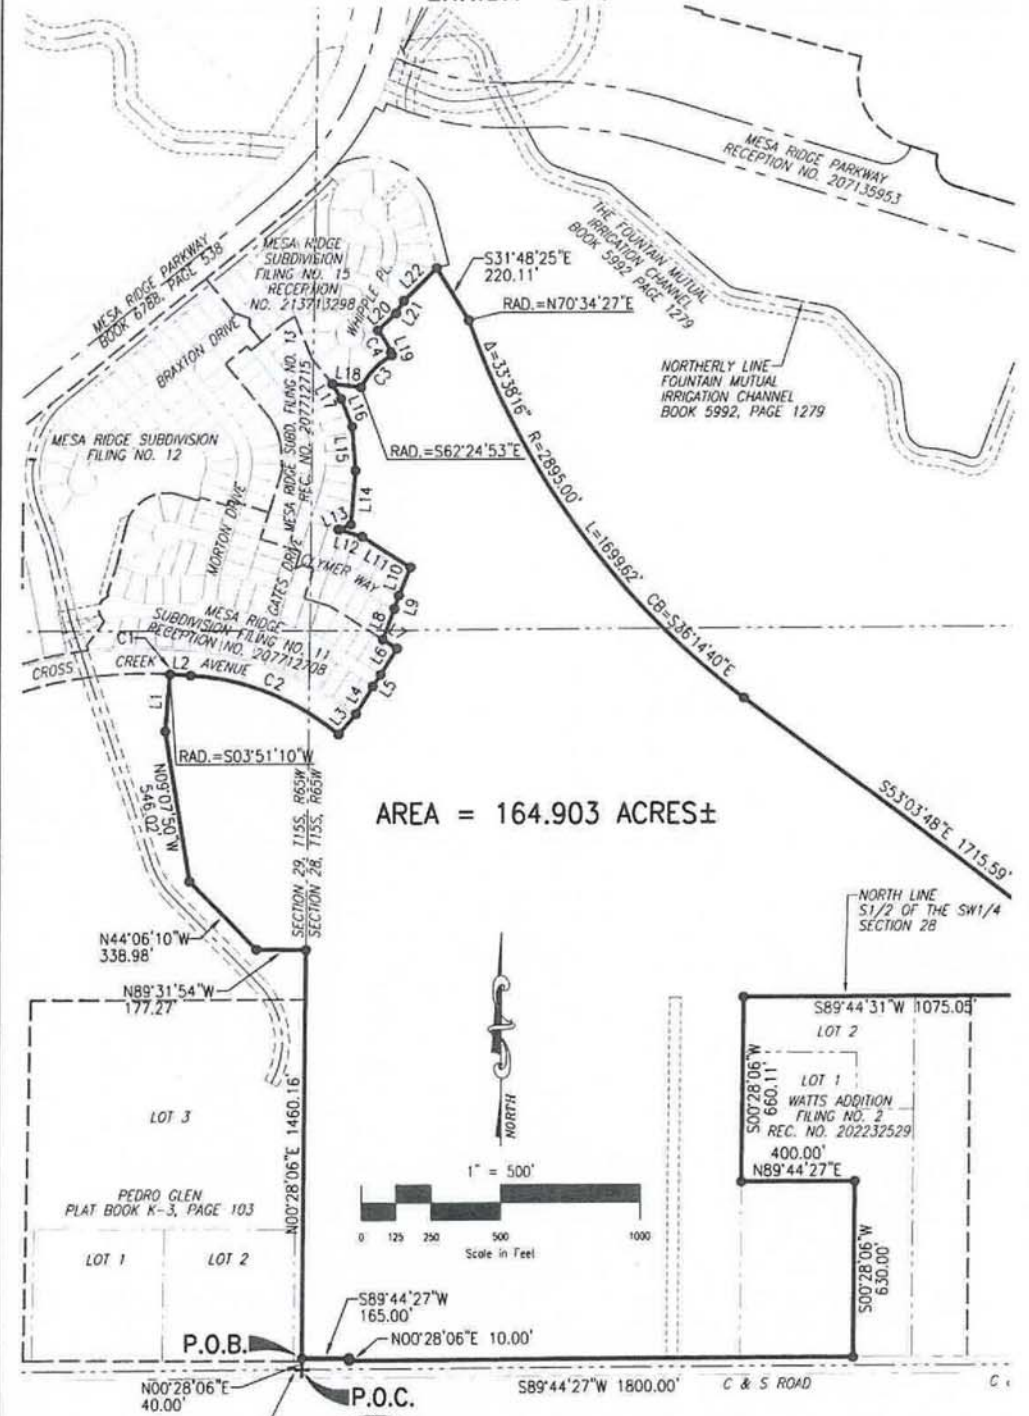 MESA RIDGE PARKWAY
RECEPTION NO. 207135953
THE FOUNTAIN MUTUAL
IRRIGATION CHANNEL
BOOK 5992 PAGE 1279
MESA RIDGE PARKWAY
BOOK 6788, PAGE 538
MESA RIDGE
SUBDIVISION
FILING NO. 15
RECEPTION
NO. 213713298
WHIPPLE PL.
BRAXTON DRIVE
S31°48'25"E
220.11'
RAD.=N70°34'27"E
L22
L21
L20
L19
C4
C3
L18
L17
L16
L15
L14
L13
L12
L11
L10
L9
L8
L7
L6
L5
L4
L3
NORTHERLY LINE
FOUNTAIN MUTUAL
IRRIGATION CHANNEL
BOOK 5992, PAGE 1279
Δ=33°38'16" R=2895.00' L=1699.62' CB=S36°14'40"E
RAD.=S62°24'53"E
MESA RIDGE SUBD. FILING NO. 13
REC. NO. 207712715
MESA RIDGE SUBDIVISION
FILING NO. 12
MORTON DRIVE
GATES DRIVE
CLYMER WAY
MESA RIDGE
SUBDIVISION FILING NO. 11
RECEPTION NO. 207712708
C1
CROSS CREEK AVENUE
L2
C2
L1
RAD.=S03°51'10"W
N09°07'50"W
546.02'
SECTION 29, T15S, R65W
SECTION 28, T15S, R65W
AREA = 164.903 ACRES±
S53°03'48"E 1715.59'
NORTH LINE
S1/2 OF THE SW1/4
SECTION 28
N44°06'10"W
338.98'
N89°31'54"W
177.27'
S89°44'31"W 1075.05'
LOT 2
LOT 1
WATTS ADDITION
FILING NO. 2
REC. NO. 202232529
S00°28'06"W
660.11'
400.00'
N89°44'27"E
S00°28'06"W
630.00'
LOT 3
PEDRO GLEN
PLAT BOOK K-3, PAGE 103
LOT 1
LOT 2
N00°28'06"E 1460.16'
NORTH
1" = 500'
0 125 250 500 1000
Scale in Feet
S89°44'27"W
165.00'
N00°28'06"E 10.00'
P.O.B.
N00°28'06"E
40.00'
P.O.C.
S89°44'27"W 1800.00'
C & S ROAD